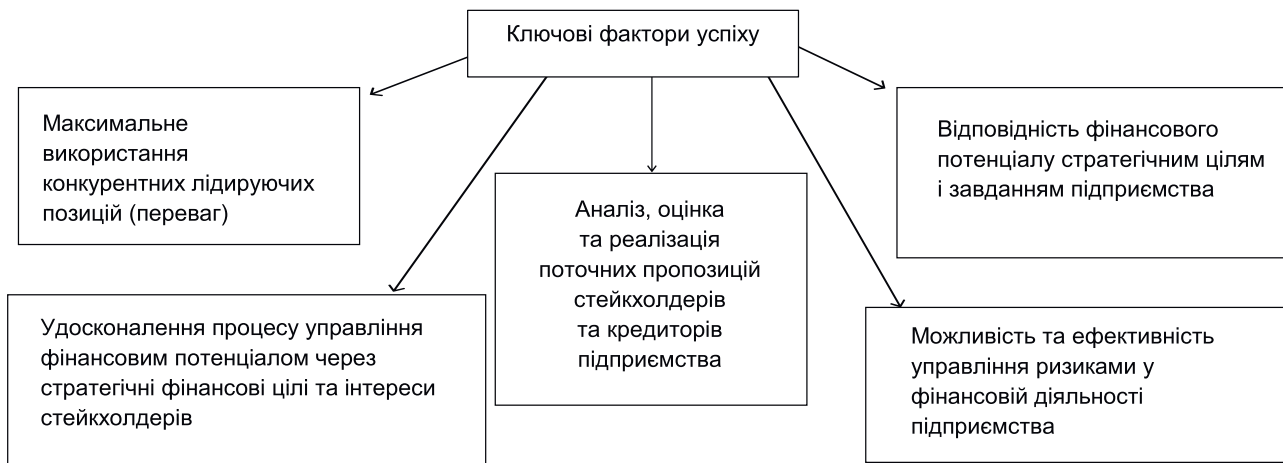 Ключові фактори успіху
Максимальне
використання
конкурентних лідируючих
позицій (переваг)
Відповідність фінансового
потенціалу стратегічним цілям
і завданням підприємства
Аналіз, оцінка
та реалізація
поточних пропозицій
стейкхолдерів
та кредиторів
підприємства
Удосконалення процесу управління
фінансовим потенціалом через
стратегічні фінансові цілі та інтереси
стейкхолдерів
Можливість та ефективність
управління ризиками у
фінансовій діяльності
підприємства